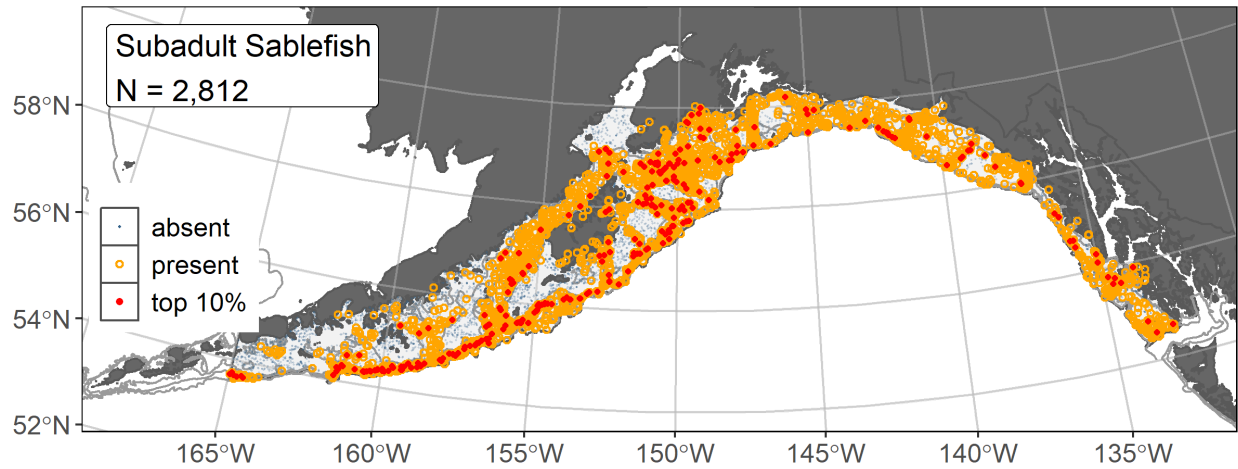 Subadult Sablefish
N = 2,812
58°N
56°N
54°N
52°N
absent
present
top 10%
165°W
160°W
155°W
150°W
145°W
140°W
135°W